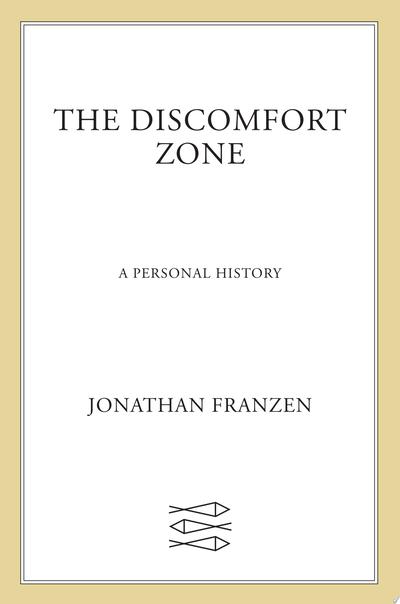 THE DISCOMFORT
ZONE
A PERSONAL HISTORY
JONATHAN FRANZEN